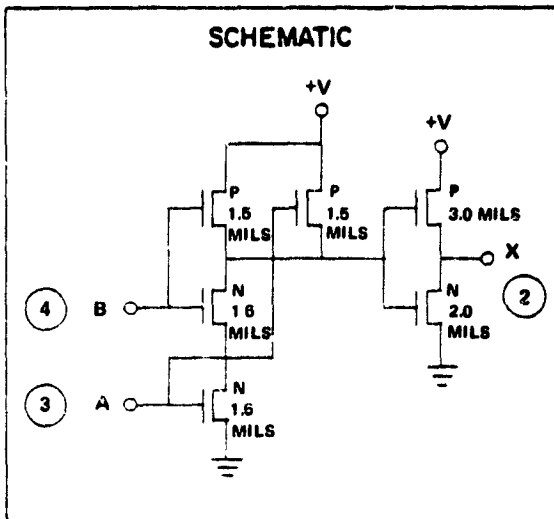 SCHEMATIC
+V
+V
P
1.5
MILS
P
1.5
MILS
P
3.0 MILS
X
2
4
B
N
1 6
MILS
N
2.0
MILS
3
A
N
1.6
MILS